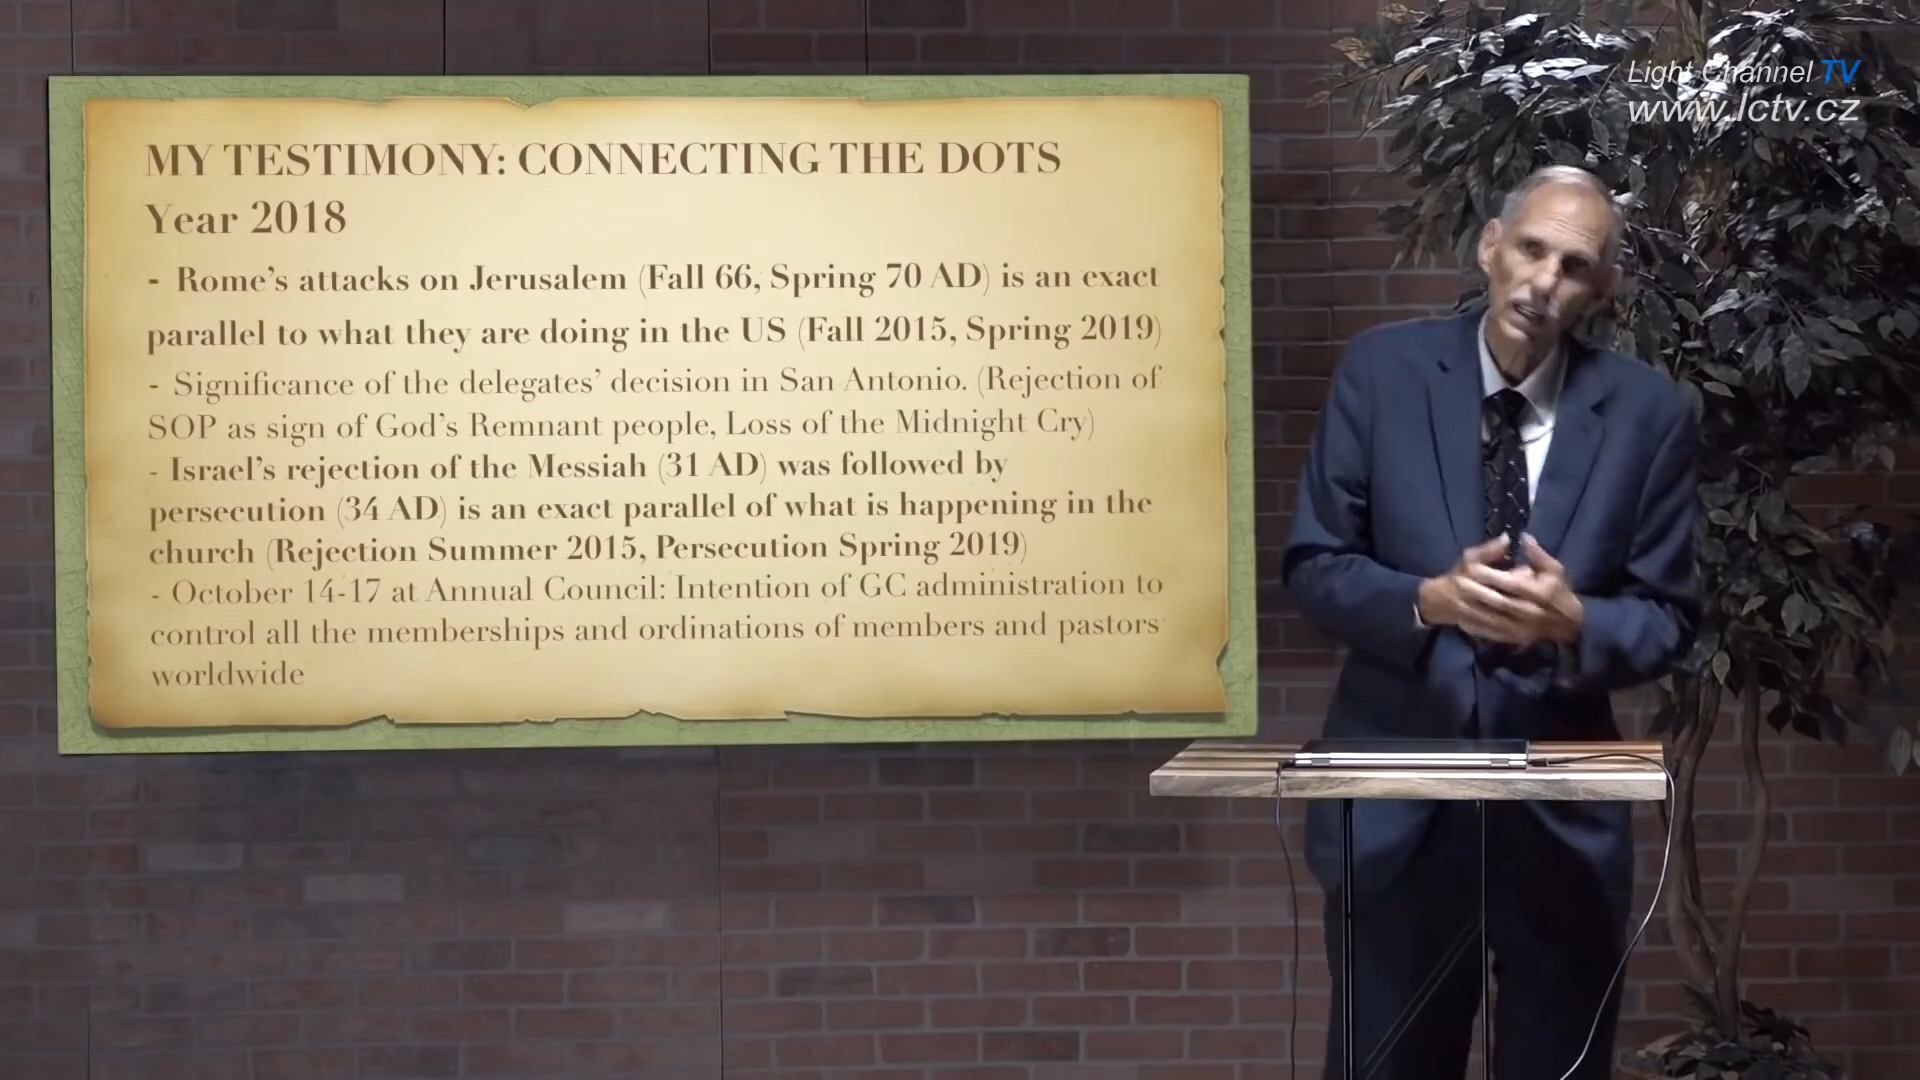 Light Channel TV
www.lctv.cz
MY TESTIMONY: CONNECTING THE DOTS
Year 2018
- Rome's attacks on Jerusalem (Fall 66, Spring 70 AD) is an exact
parallel to what they are doing in the US (Fall 2015, Spring 2019)
- Significance of the delegates' decision in San Antonio. (Rejection of
SOP as sign of God's Remnant people, Loss of the Midnight Cry)
- Israel's rejection of the Messiah (31 AD) was followed by
persecution (34 AD) is an exact parallel of what is happening in the
church (Rejection Summer 2015, Persecution Spring 2019)
- October 14-17 at Annual Council: Intention of GC administration to
control all the memberships and ordinations of members and pastors
worldwide